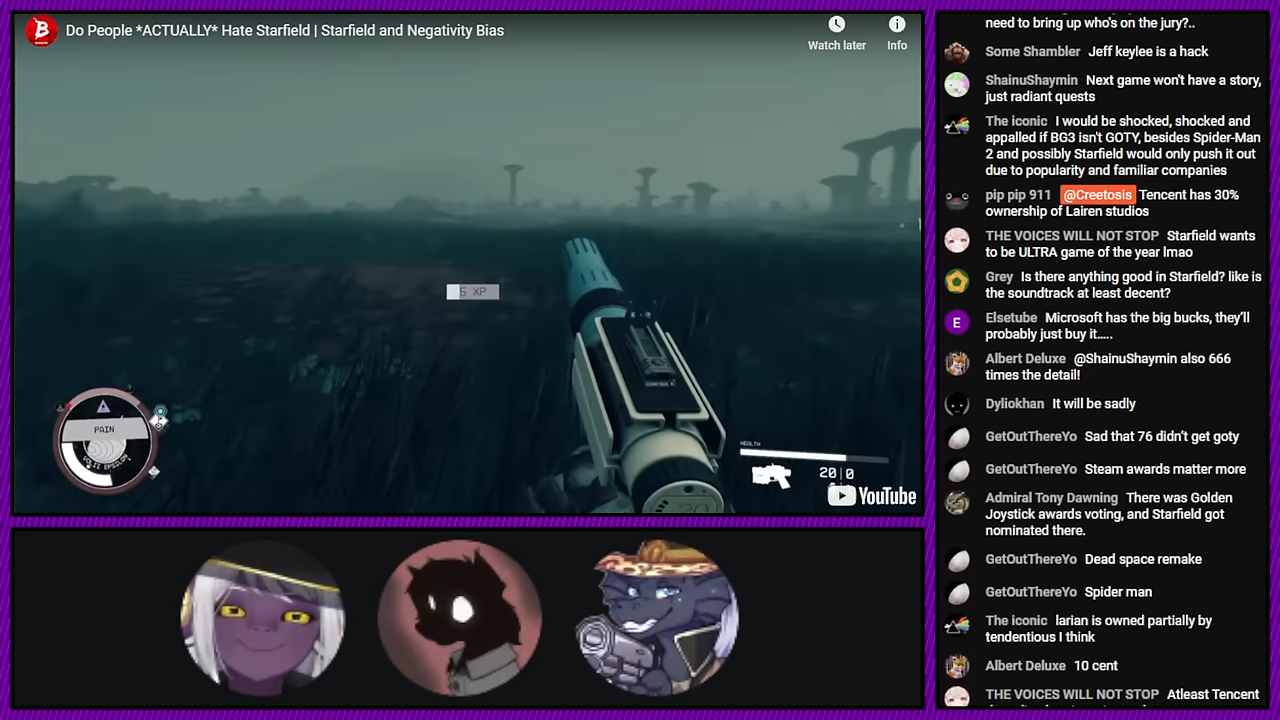 Do People *ACTUALLY* Hate Starfield | Starfield and Negativity Bias
Watch later
Info
XP
PAIN
HEALTH
20|0
YouTube
need to bring up who's on the jury?..
Some Shambler Jeff keylee is a hack
ShainuShaymin Next game won't have a story,
just radiant quests
The iconic I would be shocked, shocked and
appalled if BG3 isn't GOTY, besides Spider-Man
2 and possibly Starfield would only push it out
due to popularity and familiar companies
pip pip 911 @Creetosis Tencent has 30%
ownership of Lairen studios
THE VOICES WILL NOT STOP Starfield wants
to be ULTRA game of the year lmao
Grey Is there anything good in Starfield? like is
the soundtrack at least decent?
E
Elsetube Microsoft has the big bucks, they'll
probably just buy it.....
Albert Deluxe @ShainuShaymin also 666
times the detail!
Dyliokhan It will be sadly
GetOutThereYo Sad that 76 didn't get goty
GetOutThereYo Steam awards matter more
Admiral Tony Dawning There was Golden
Joystick awards voting, and Starfield got
nominated there.
GetOutThereYo Dead space remake
GetOutThereYo Spider man
The iconic larian is owned partially by
tendentious I think
Albert Deluxe 10 cent
THE VOICES WILL NOT STOP Atleast Tencent